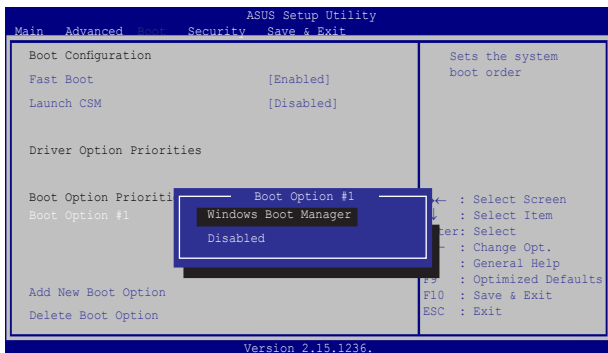 ASUS Setup Utility
Main Advanced Boot Security Save & Exit
Boot Configuration
Fast Boot [Enabled]
Launch CSM [Disabled]
Driver Option Priorities
Boot Option Prioriti
Boot Option #1
Add New Boot Option
Delete Boot Option
Boot Option #1
Windows Boot Manager
Disabled
Sets the system
boot order
←  : Select Screen
↓  : Select Item
ter: Select
: Change Opt.
: General Help
F9  : Optimized Defaults
F10  : Save & Exit
ESC  : Exit
Version 2.15.1236.